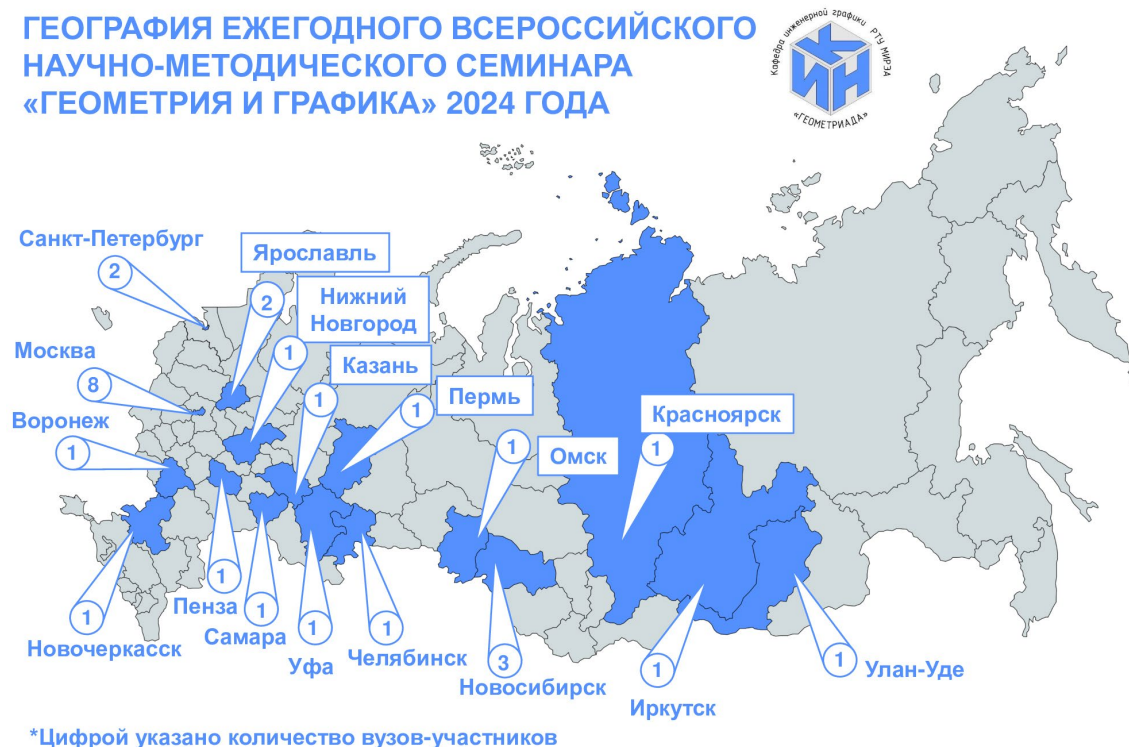 ГЕОГРАФИЯ ЕЖЕГОДНОГО ВСЕРОССИЙСКОГО
НАУЧНО-МЕТОДИЧЕСКОГО СЕМИНАРА
«ГЕОМЕТРИЯ И ГРАФИКА» 2024 ГОДА
Кафедра инженерной графики РТУ МИРЭА
КИН
«ГЕОМЕТРИАДА»
Санкт-Петербург
2
Ярославль
2
Нижний
Новгород
1
Москва
8
Казань
1
Пермь
1
Воронеж
1
Омск
1
Красноярск
1
Новочеркасск
1
Пенза
1
Самара
1
Уфа
1
Челябинск
1
Новосибирск
3
Иркутск
1
Улан-Уде
1
*Цифрой указано количество вузов-участников